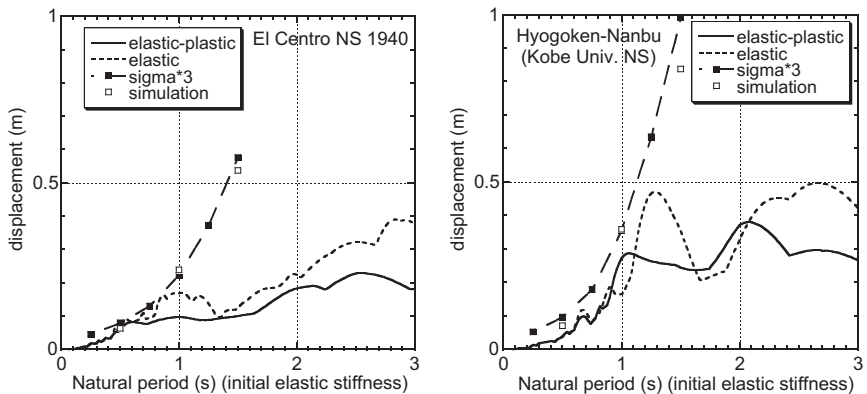 1
El Centro NS 1940
elastic-plastic
elastic
sigma*3
simulation
displacement (m)
0.5
0
0
1
2
3
Natural period (s) (initial elastic stiffness)
1
Hyogoken-Nanbu
(Kobe Univ. NS)
elastic-plastic
elastic
sigma*3
simulation
displacement (m)
0.5
0
0
1
2
3
Natural period (s) (initial elastic stiffness)